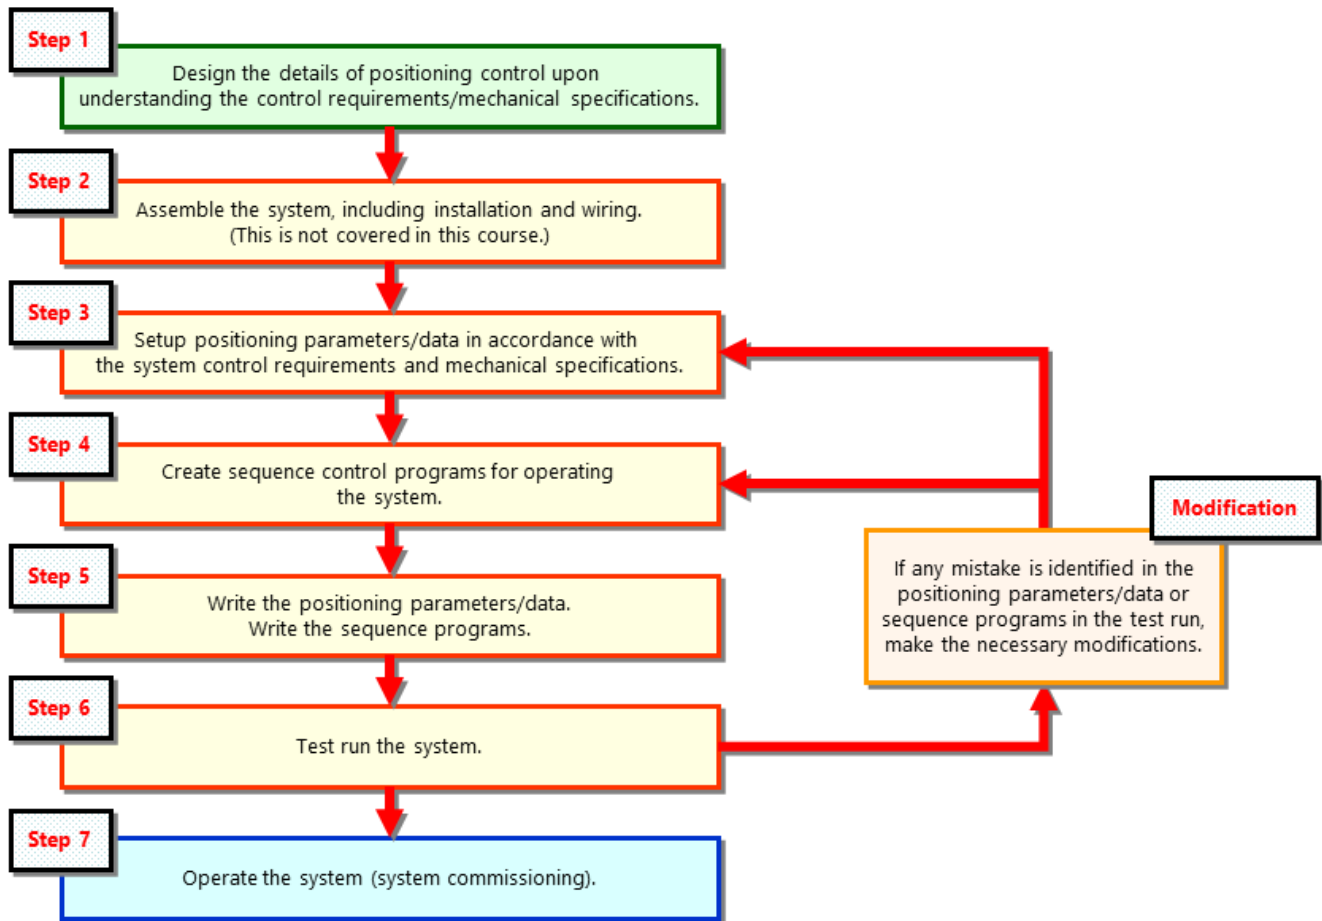 Step 1
Design the details of positioning control upon
understanding the control requirements/mechanical specifications.
Step 2
Assemble the system, including installation and wiring.
(This is not covered in this course.)
Step 3
Setup positioning parameters/data in accordance with
the system control requirements and mechanical specifications.
Step 4
Create sequence control programs for operating
the system.
Modification
If any mistake is identified in the
positioning parameters/data or
sequence programs in the test run,
make the necessary modifications.
Step 5
Write the positioning parameters/data.
Write the sequence programs.
Step 6
Test run the system.
Step 7
Operate the system (system commissioning).